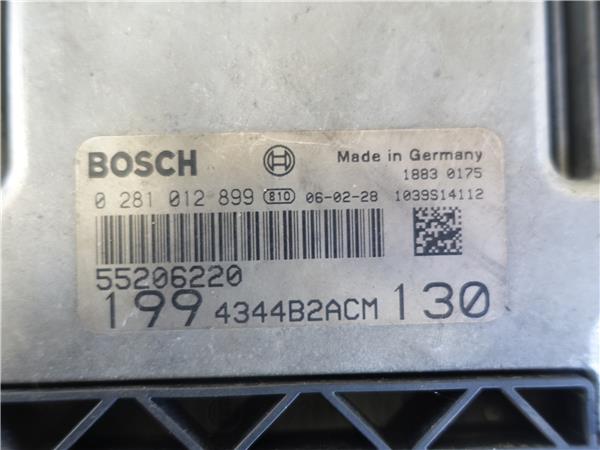 BOSCH Made in Germany
1883 0175
0 281 012 899 810 06-02-28 1039S14112
55206220
199 4344B2ACM 130